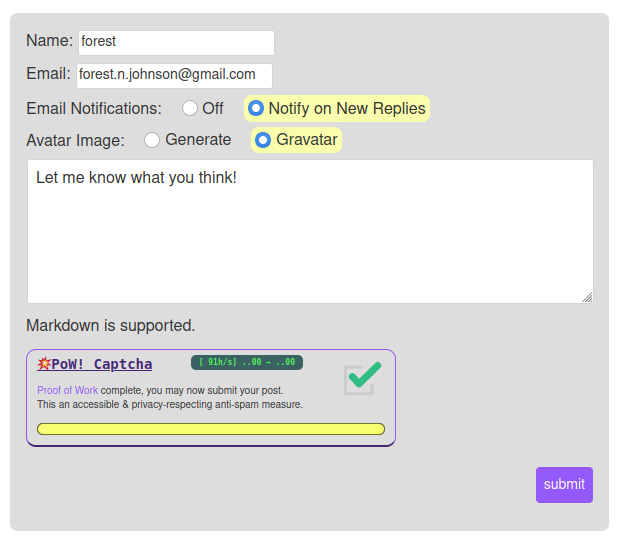 Name: forest
Email: forest.n.johnson@gmail.com
Email Notifications: Off Notify on New Replies
Avatar Image: Generate Gravatar
Let me know what you think!
Markdown is supported.
💥PoW! Captcha [ 91h/s] ..00 → ..00
Proof of Work complete, you may now submit your post.
This an accessible & privacy-respecting anti-spam measure.
submit